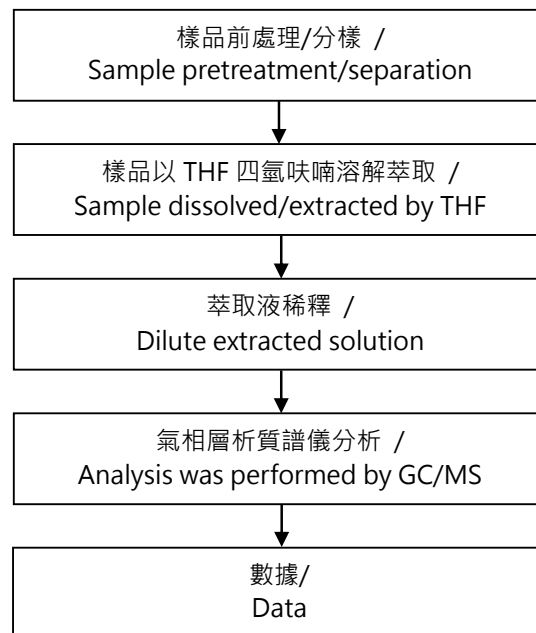 樣品前處理/分樣 /
Sample pretreatment/separation
樣品以 THF 四氫呋喃溶解萃取 /
Sample dissolved/extracted by THF
萃取液稀釋 /
Dilute extracted solution
氣相層析質譜儀分析 /
Analysis was performed by GC/MS
數據/
Data